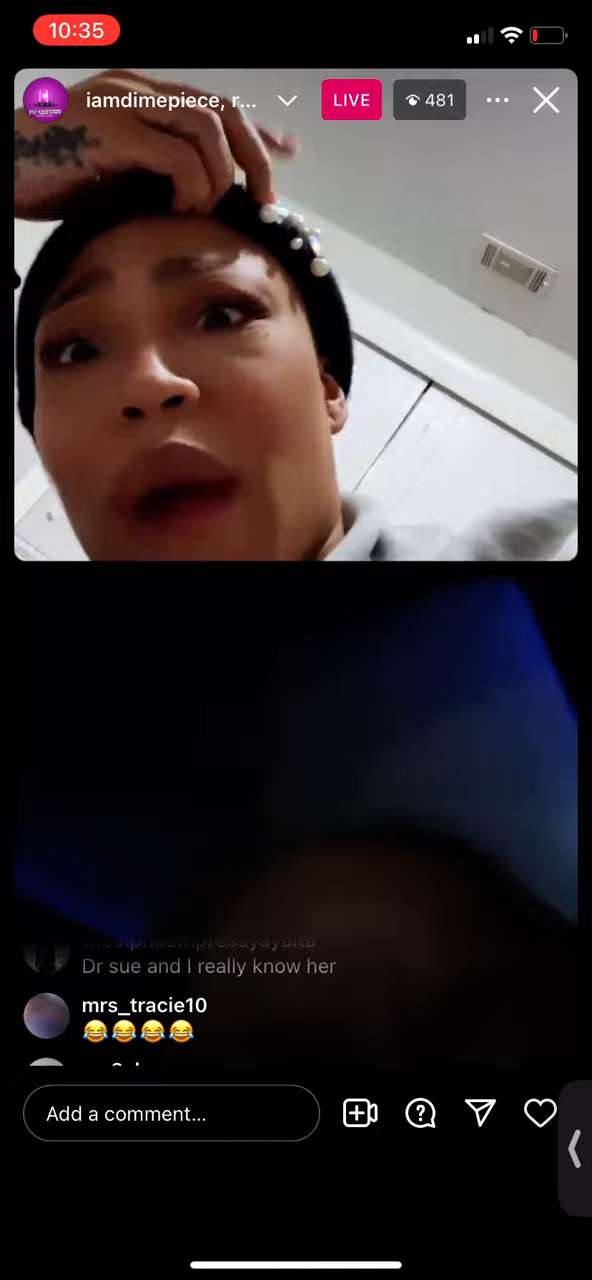 10:35
iamdimepiece, r...
LIVE
481
Dr sue and I really know her
mrs_tracie10
😂😂😂😂
Add a comment...